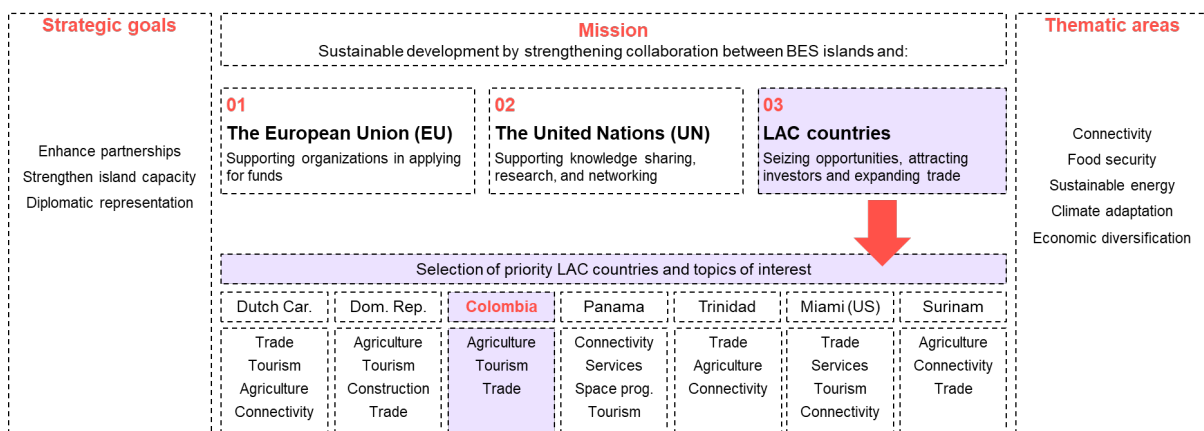 Strategic goals
Enhance partnerships
Strengthen island capacity
Diplomatic representation
Mission
Sustainable development by strengthening collaboration between BES islands and:
01
The European Union (EU)
Supporting organizations in applying
for funds
02
The United Nations (UN)
Supporting knowledge sharing,
research, and networking
03
LAC countries
Seizing opportunities, attracting
investors and expanding trade
Selection of priority LAC countries and topics of interest
Dutch Car.
Trade
Tourism
Agriculture
Connectivity
Dom. Rep.
Agriculture
Tourism
Construction
Trade
Colombia
Agriculture
Tourism
Trade
Panama
Connectivity
Services
Space prog.
Tourism
Trinidad
Trade
Agriculture
Connectivity
Miami (US)
Trade
Services
Tourism
Connectivity
Surinam
Agriculture
Connectivity
Trade
Thematic areas
Connectivity
Food security
Sustainable energy
Climate adaptation
Economic diversification